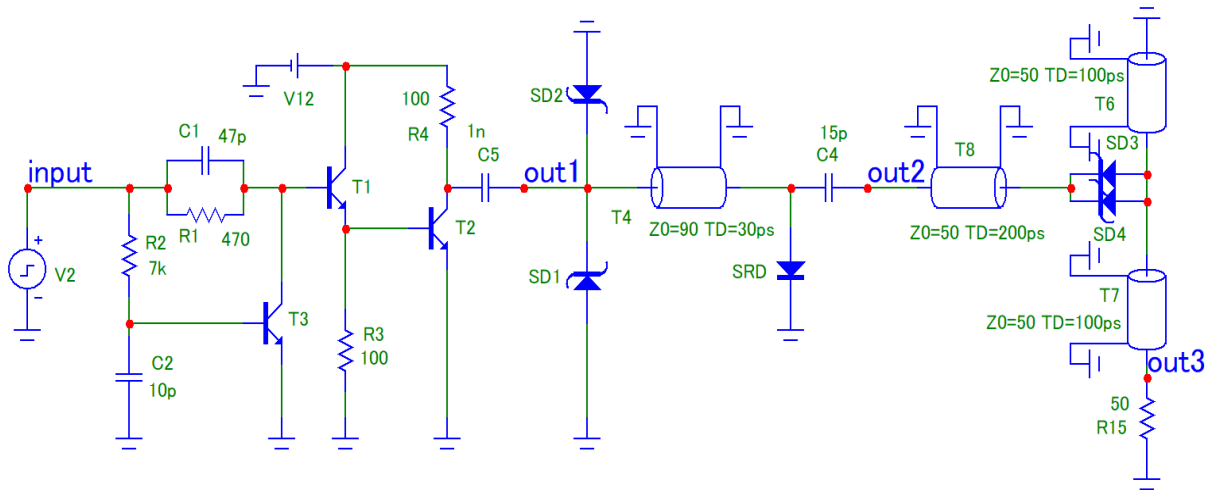 Z0=50 TD=100ps
T6
V12
100
R4
SD2
C1
47p
1n
C5
15p
C4
T8
SD3
input
T1
out1
out2
T2
T4
R1
470
Z0=90 TD=30ps
Z0=50 TD=200ps
SD4
R2
7k
V2
SD1
SRD
T7
T3
R3
100
Z0=50 TD=100ps
C2
10p
out3
50
R15
+
−